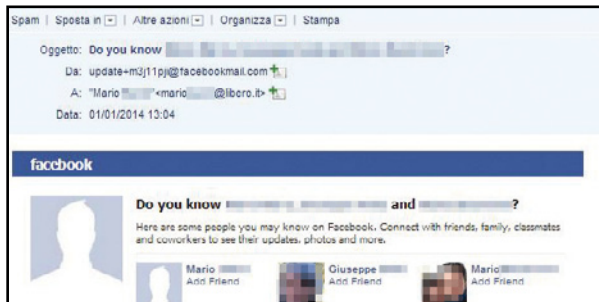 Spam | Sposta in | Altre azioni | Organizza | Stampa
Oggetto: Do you know ?
Da: update+m3j11pji@facebookmail.com
A: "Mario "<mario @libero.it>
Data: 01/01/2014 13:04
facebook
Do you know and ?
Here are some people you may know on Facebook. Connect with friends, family, classmates
and coworkers to see their updates, photos and more.
Mario Giuseppe Mario
Add Friend Add Friend Add Friend